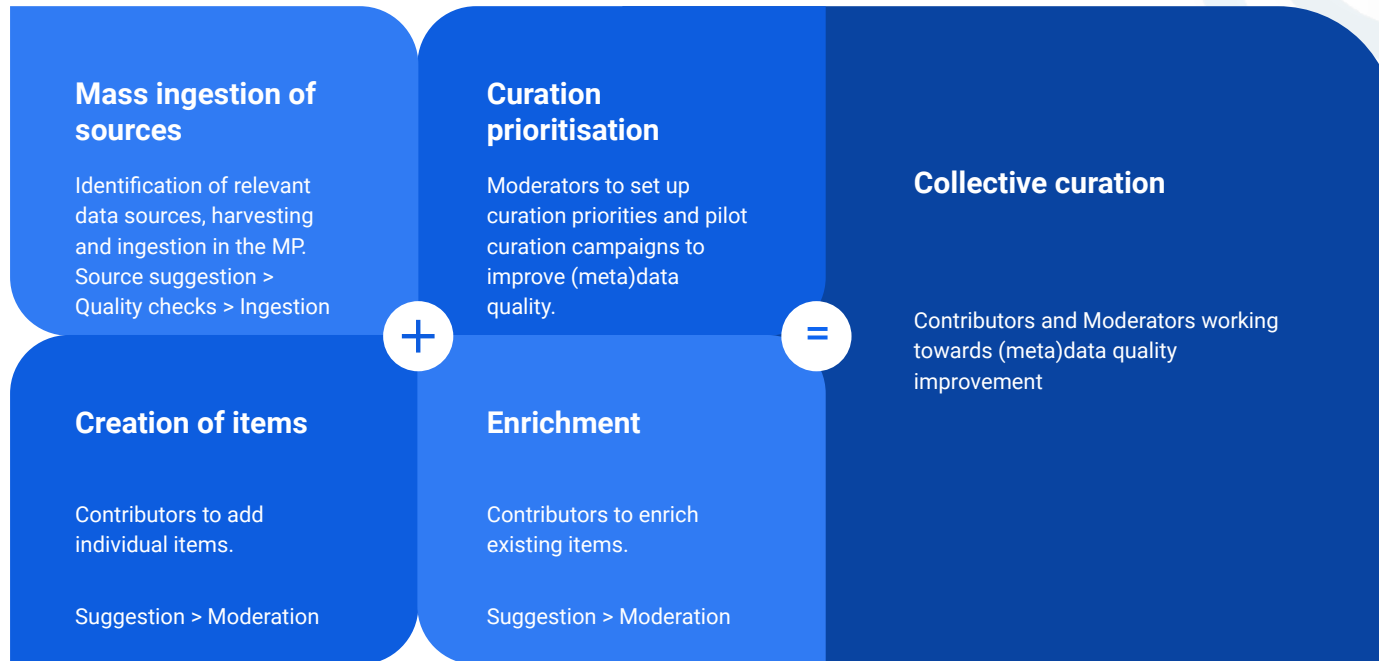 Mass ingestion of
sources
Identification of relevant
data sources, harvesting
and ingestion in the MP.
Source suggestion >
Quality checks > Ingestion
Curation
prioritisation
Moderators to set up
curation priorities and pilot
curation campaigns to
improve (meta)data
quality.
+
Creation of items
Contributors to add
individual items.
Suggestion > Moderation
Enrichment
Contributors to enrich
existing items.
Suggestion > Moderation
=
Collective curation
Contributors and Moderators working
towards (meta)data quality
improvement